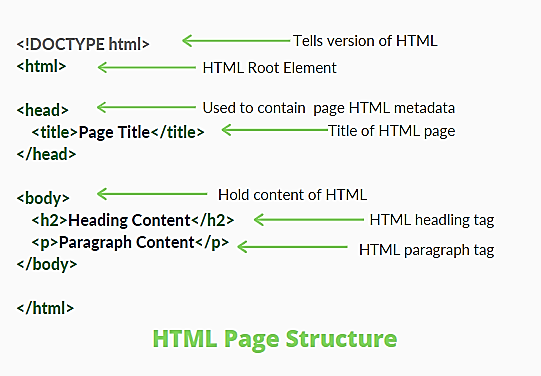 <!DOCTYPE html> Tells version of HTML
<html> HTML Root Element
<head> Used to contain page HTML metadata
<title>Page Title</title> Title of HTML page
</head>
<body> Hold content of HTML
<h2>Heading Content</h2> HTML headling tag
<p>Paragraph Content</p> HTML paragraph tag
</body>
</html>
HTML Page Structure